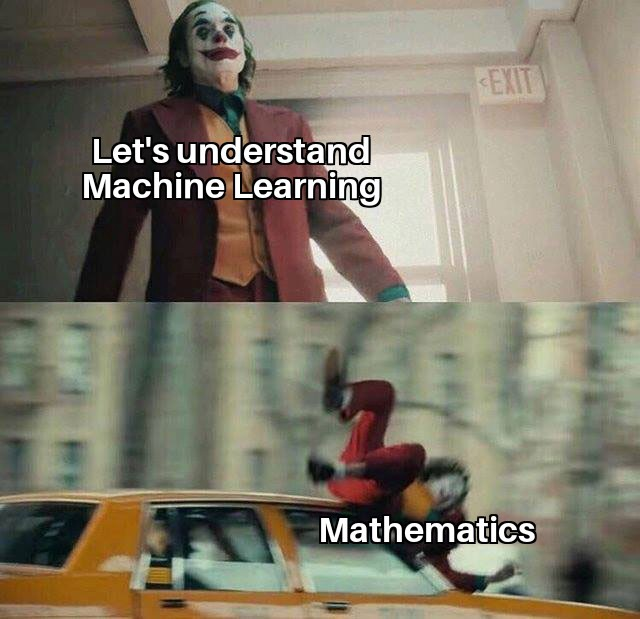 <EXIT
Let's understand
Machine Learning
Mathematics